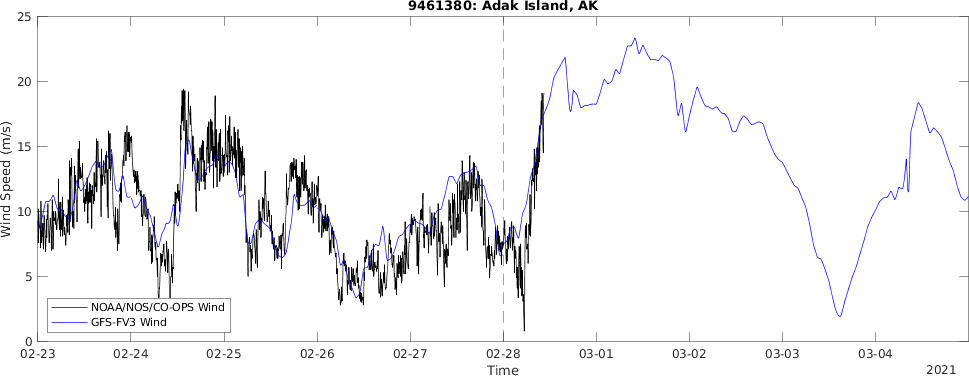 9461380: Adak Island, AK
25
20
15
10
5
0
Wind Speed (m/s)
NOAA/NOS/CO-OPS Wind
GFS-FV3 Wind
02-23 02-24 02-25 02-26 02-27 02-28 03-01 03-02 03-03 03-04
Time
2021